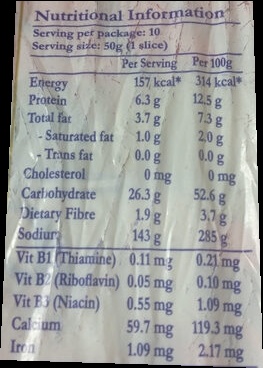 Nutritional Information
Serving per package: 10
Serving size: 50g (1 slice)
Per Serving Per 100g
Energy 157 kcal* 314 kcal*
Protein 6.3 g 12.5 g
Total fat 3.7 g 7.3 g
- Saturated fat 1.0 g 2.0 g
- Trans fat 0.0 g 0.0 g
Cholesterol 0 mg 0 mg
Carbohydrate 26.3 g 52.6 g
Dietary Fibre 1.9 g 3.7 g
Sodium 143 g 285 g
Vit B1 (Thiamine) 0.11 mg 0.21 mg
Vit B2 (Riboflavin) 0.05 mg 0.10 mg
Vit B3 (Niacin) 0.55 mg 1.09 mg
Calcium 59.7 mg 119.3 mg
Iron 1.09 mg 2.17 mg